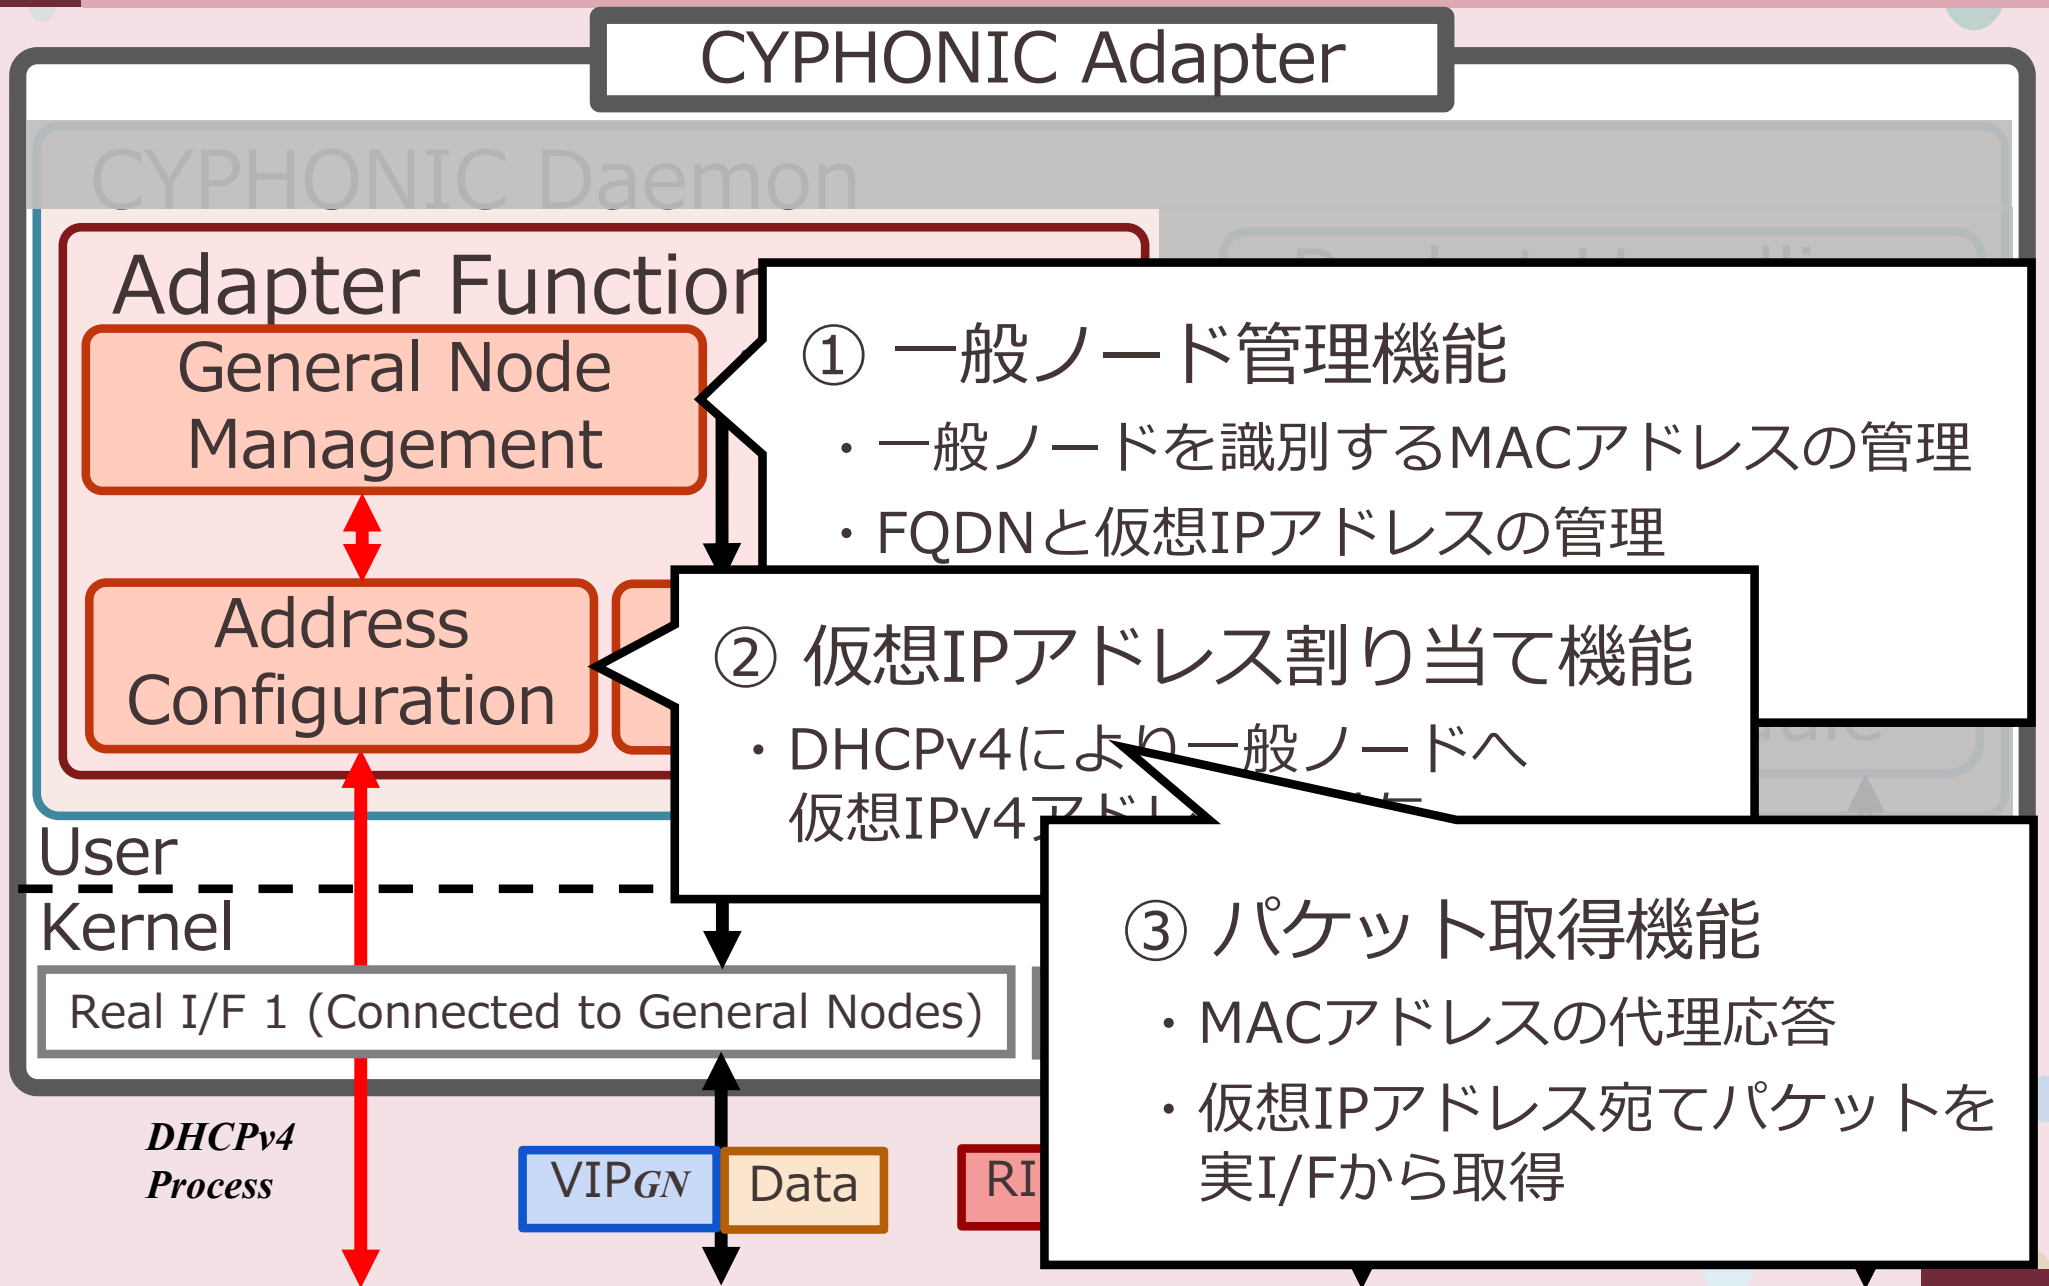 CYPHONIC Adapter
CYPHONIC Daemon
Adapter Function
General Node
Management
① 一般ノード管理機能
・一般ノードを識別するMACアドレスの管理
・FQDNと仮想IPアドレスの管理
Address
Configuration
② 仮想IPアドレス割り当て機能
・DHCPv4により一般ノードへ
仮想IPv4アドレ
User
Kernel
③ パケット取得機能
・MACアドレスの代理応答
・仮想IPアドレス宛てパケットを
実I/Fから取得
Real I/F 1 (Connected to General Nodes)
DHCPv4
Process
VIPGN
Data
RI